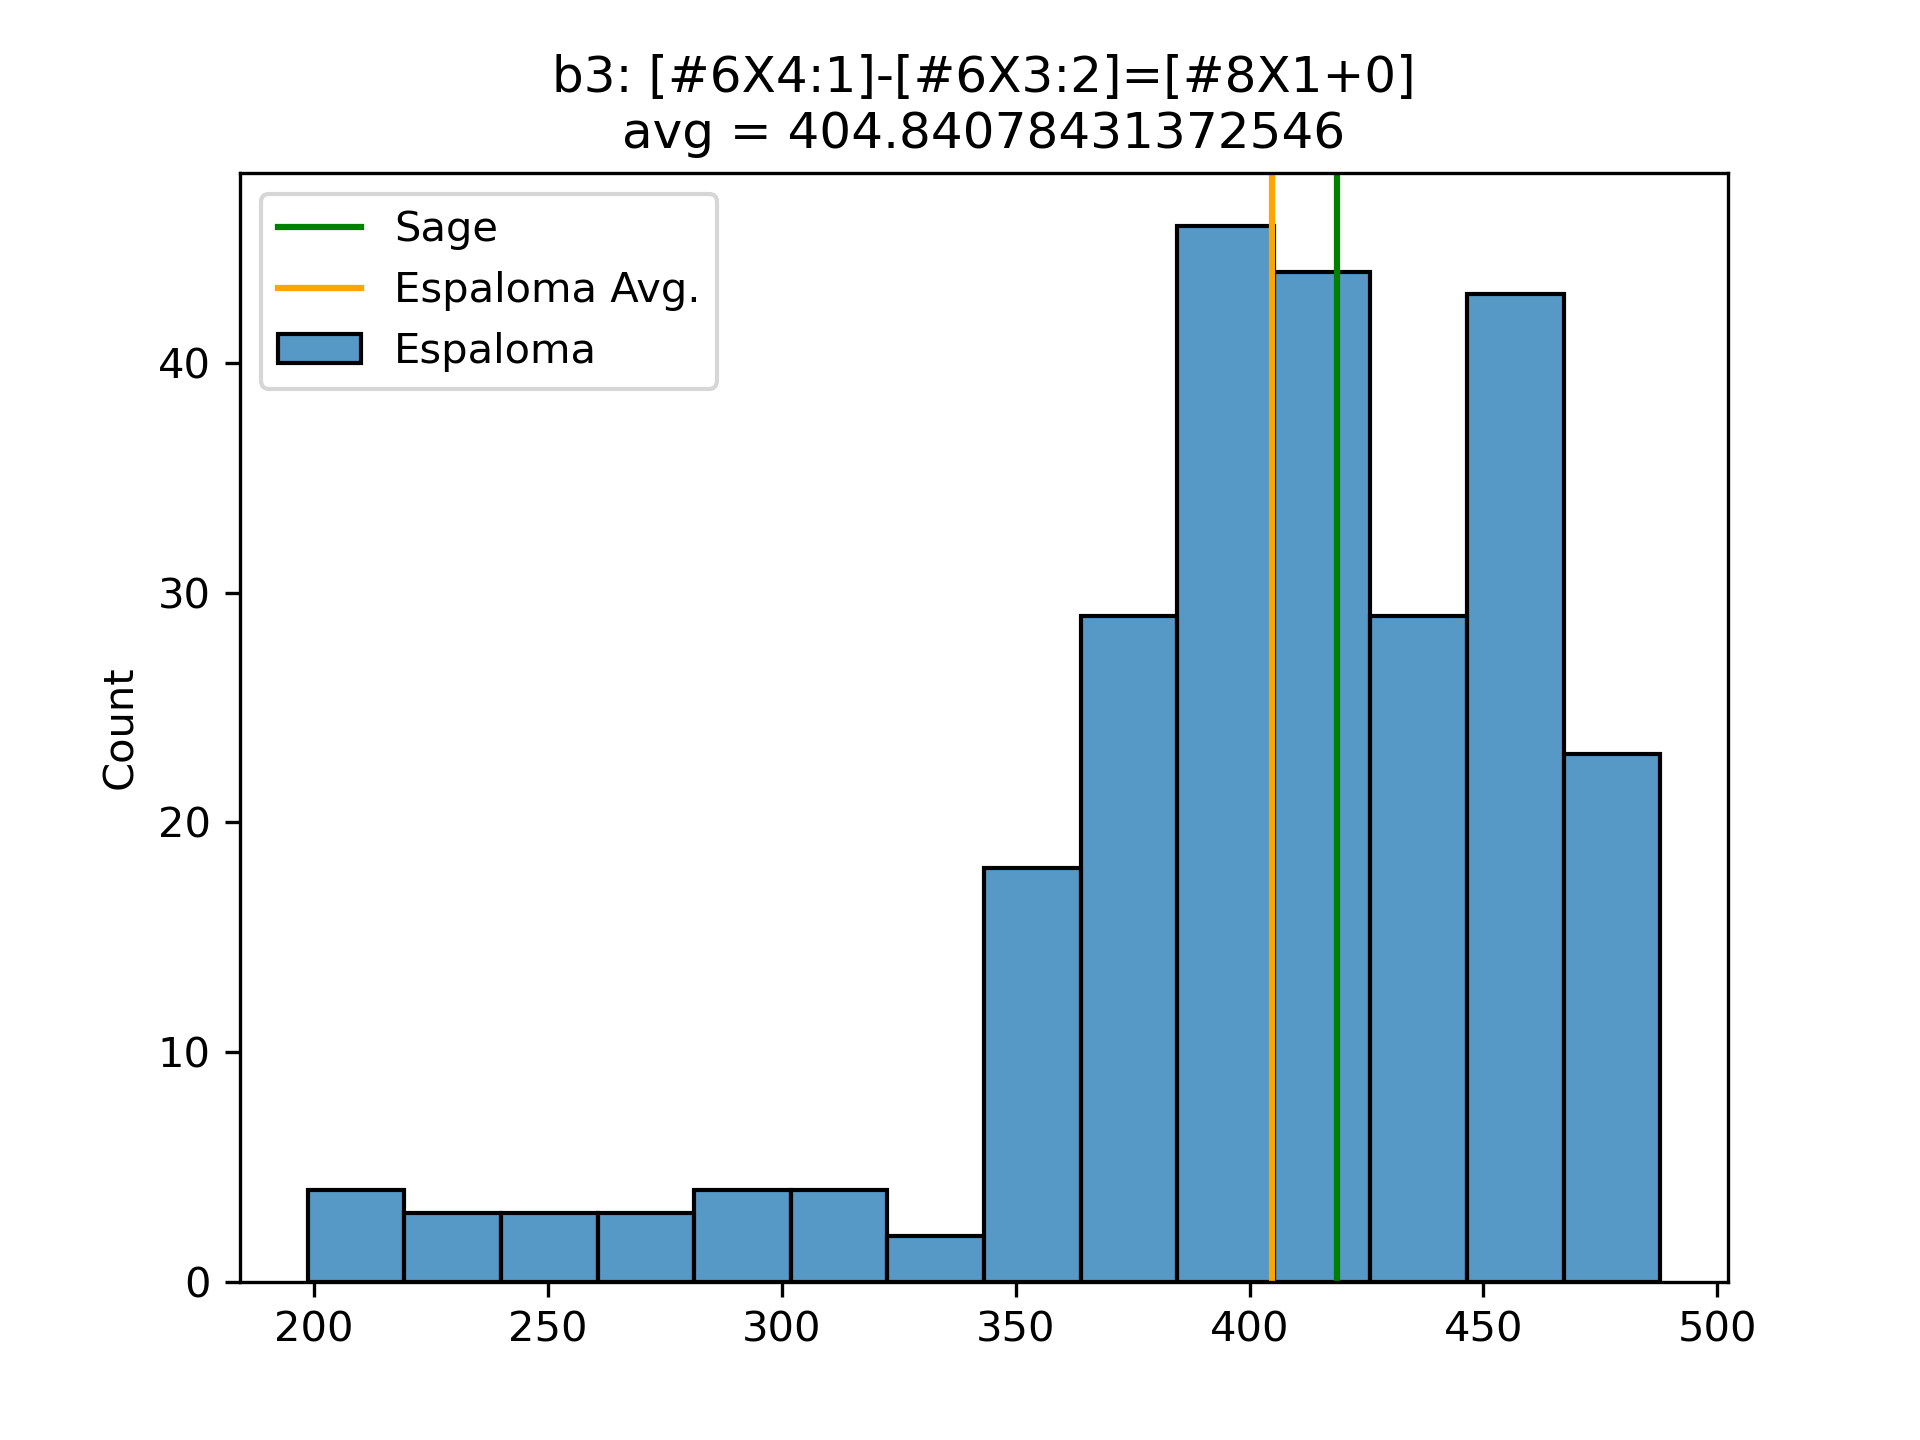 b3: [#6X4:1]-[#6X3:2]=[#8X1+0]
avg = 404.84078431372546
Sage
Espaloma Avg.
Espaloma
Count
40
30
20
10
0
200 250 300 350 400 450 500